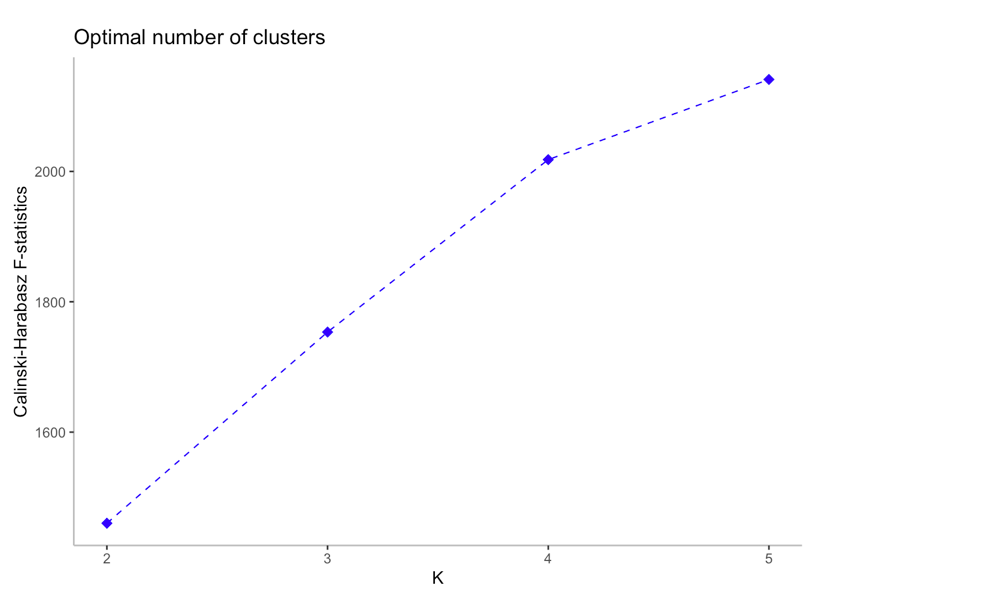 Optimal number of clusters
Calinski-Harabasz F-statistics
2000
1800
1600
2 3 4 5
K